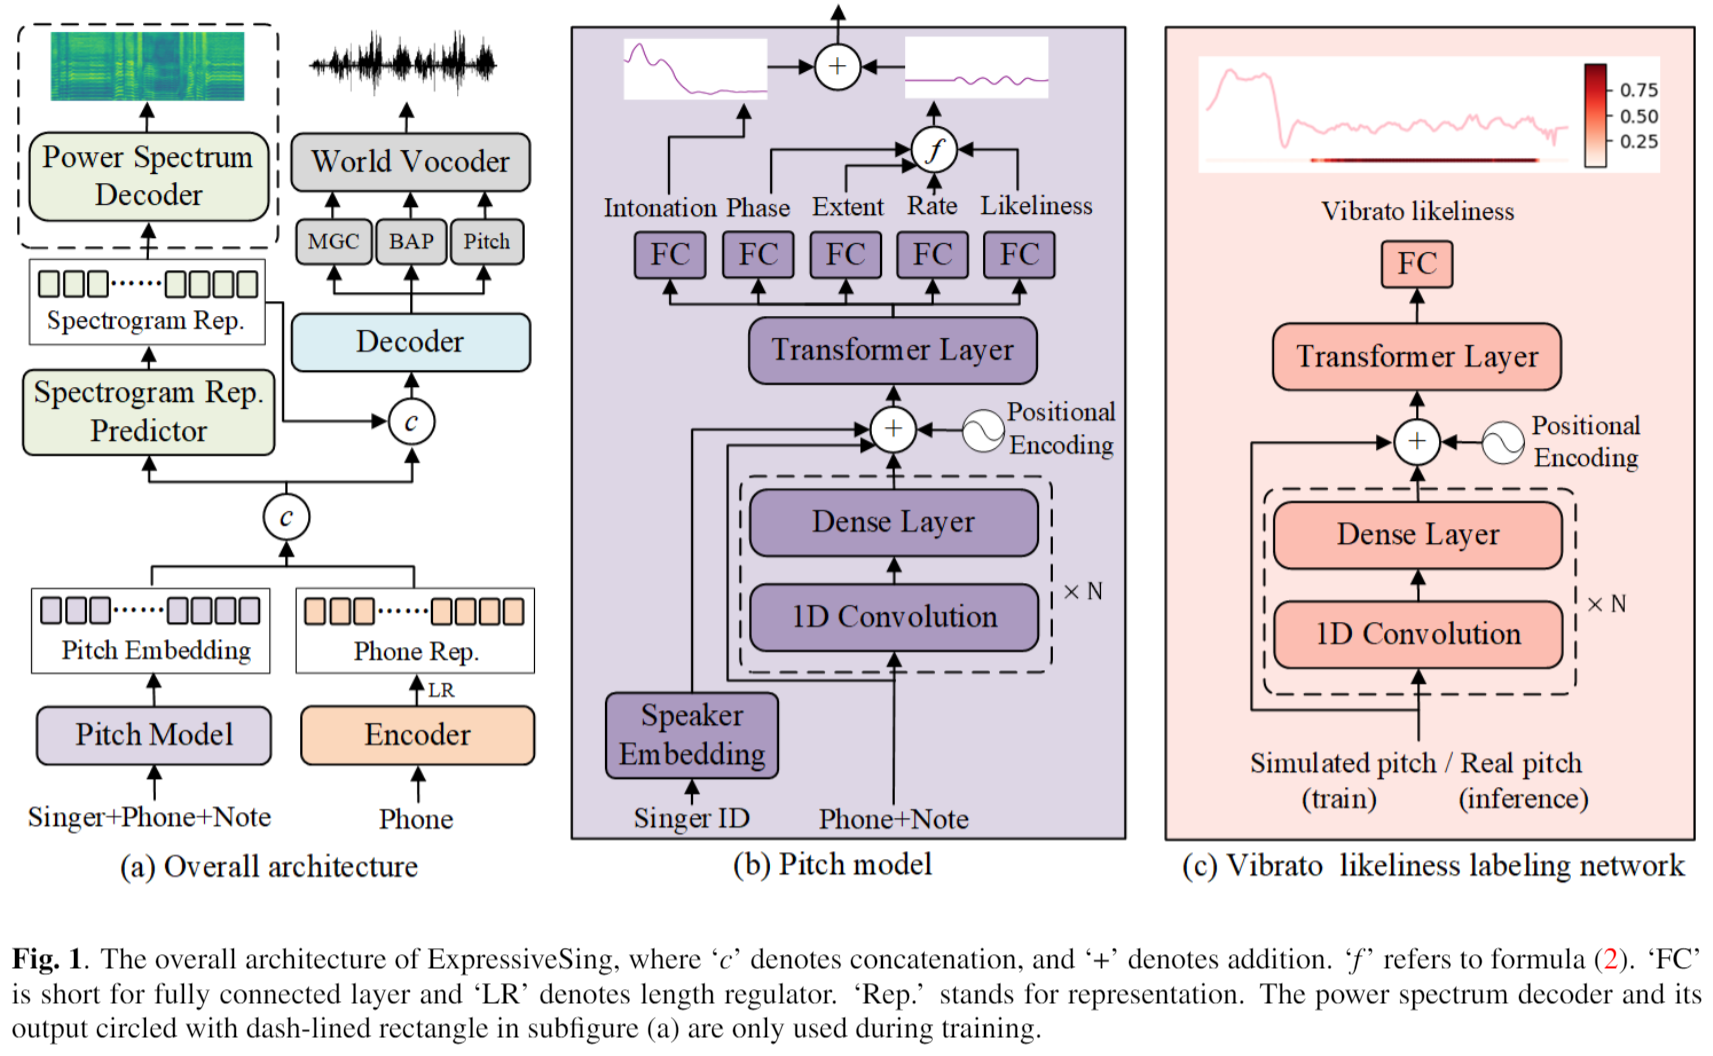 Power Spectrum
Decoder
World Vocoder
MGC
BAP
Pitch
Spectrogram Rep.
Decoder
Spectrogram Rep.
Predictor
c
c
Pitch Embedding
Phone Rep.
LR
Pitch Model
Encoder
Singer+Phone+Note
Phone
(a) Overall architecture
+
f
Intonation Phase Extent Rate Likeliness
FC FC FC FC FC
Transformer Layer
+
Positional
Encoding
Dense Layer
× N
1D Convolution
Speaker
Embedding
Singer ID
Phone+Note
(b) Pitch model
0.75
0.50
0.25
Vibrato likeliness
FC
Transformer Layer
+
Positional
Encoding
Dense Layer
× N
1D Convolution
Simulated pitch / Real pitch
(train) (inference)
(c) Vibrato likeliness labeling network
Fig. 1. The overall architecture of ExpressiveSing, where ‘c’ denotes concatenation, and ‘+’ denotes addition. ‘f’ refers to formula (2). ‘FC’
is short for fully connected layer and ‘LR’ denotes length regulator. ‘Rep.’ stands for representation. The power spectrum decoder and its
output circled with dash-lined rectangle in subfigure (a) are only used during training.